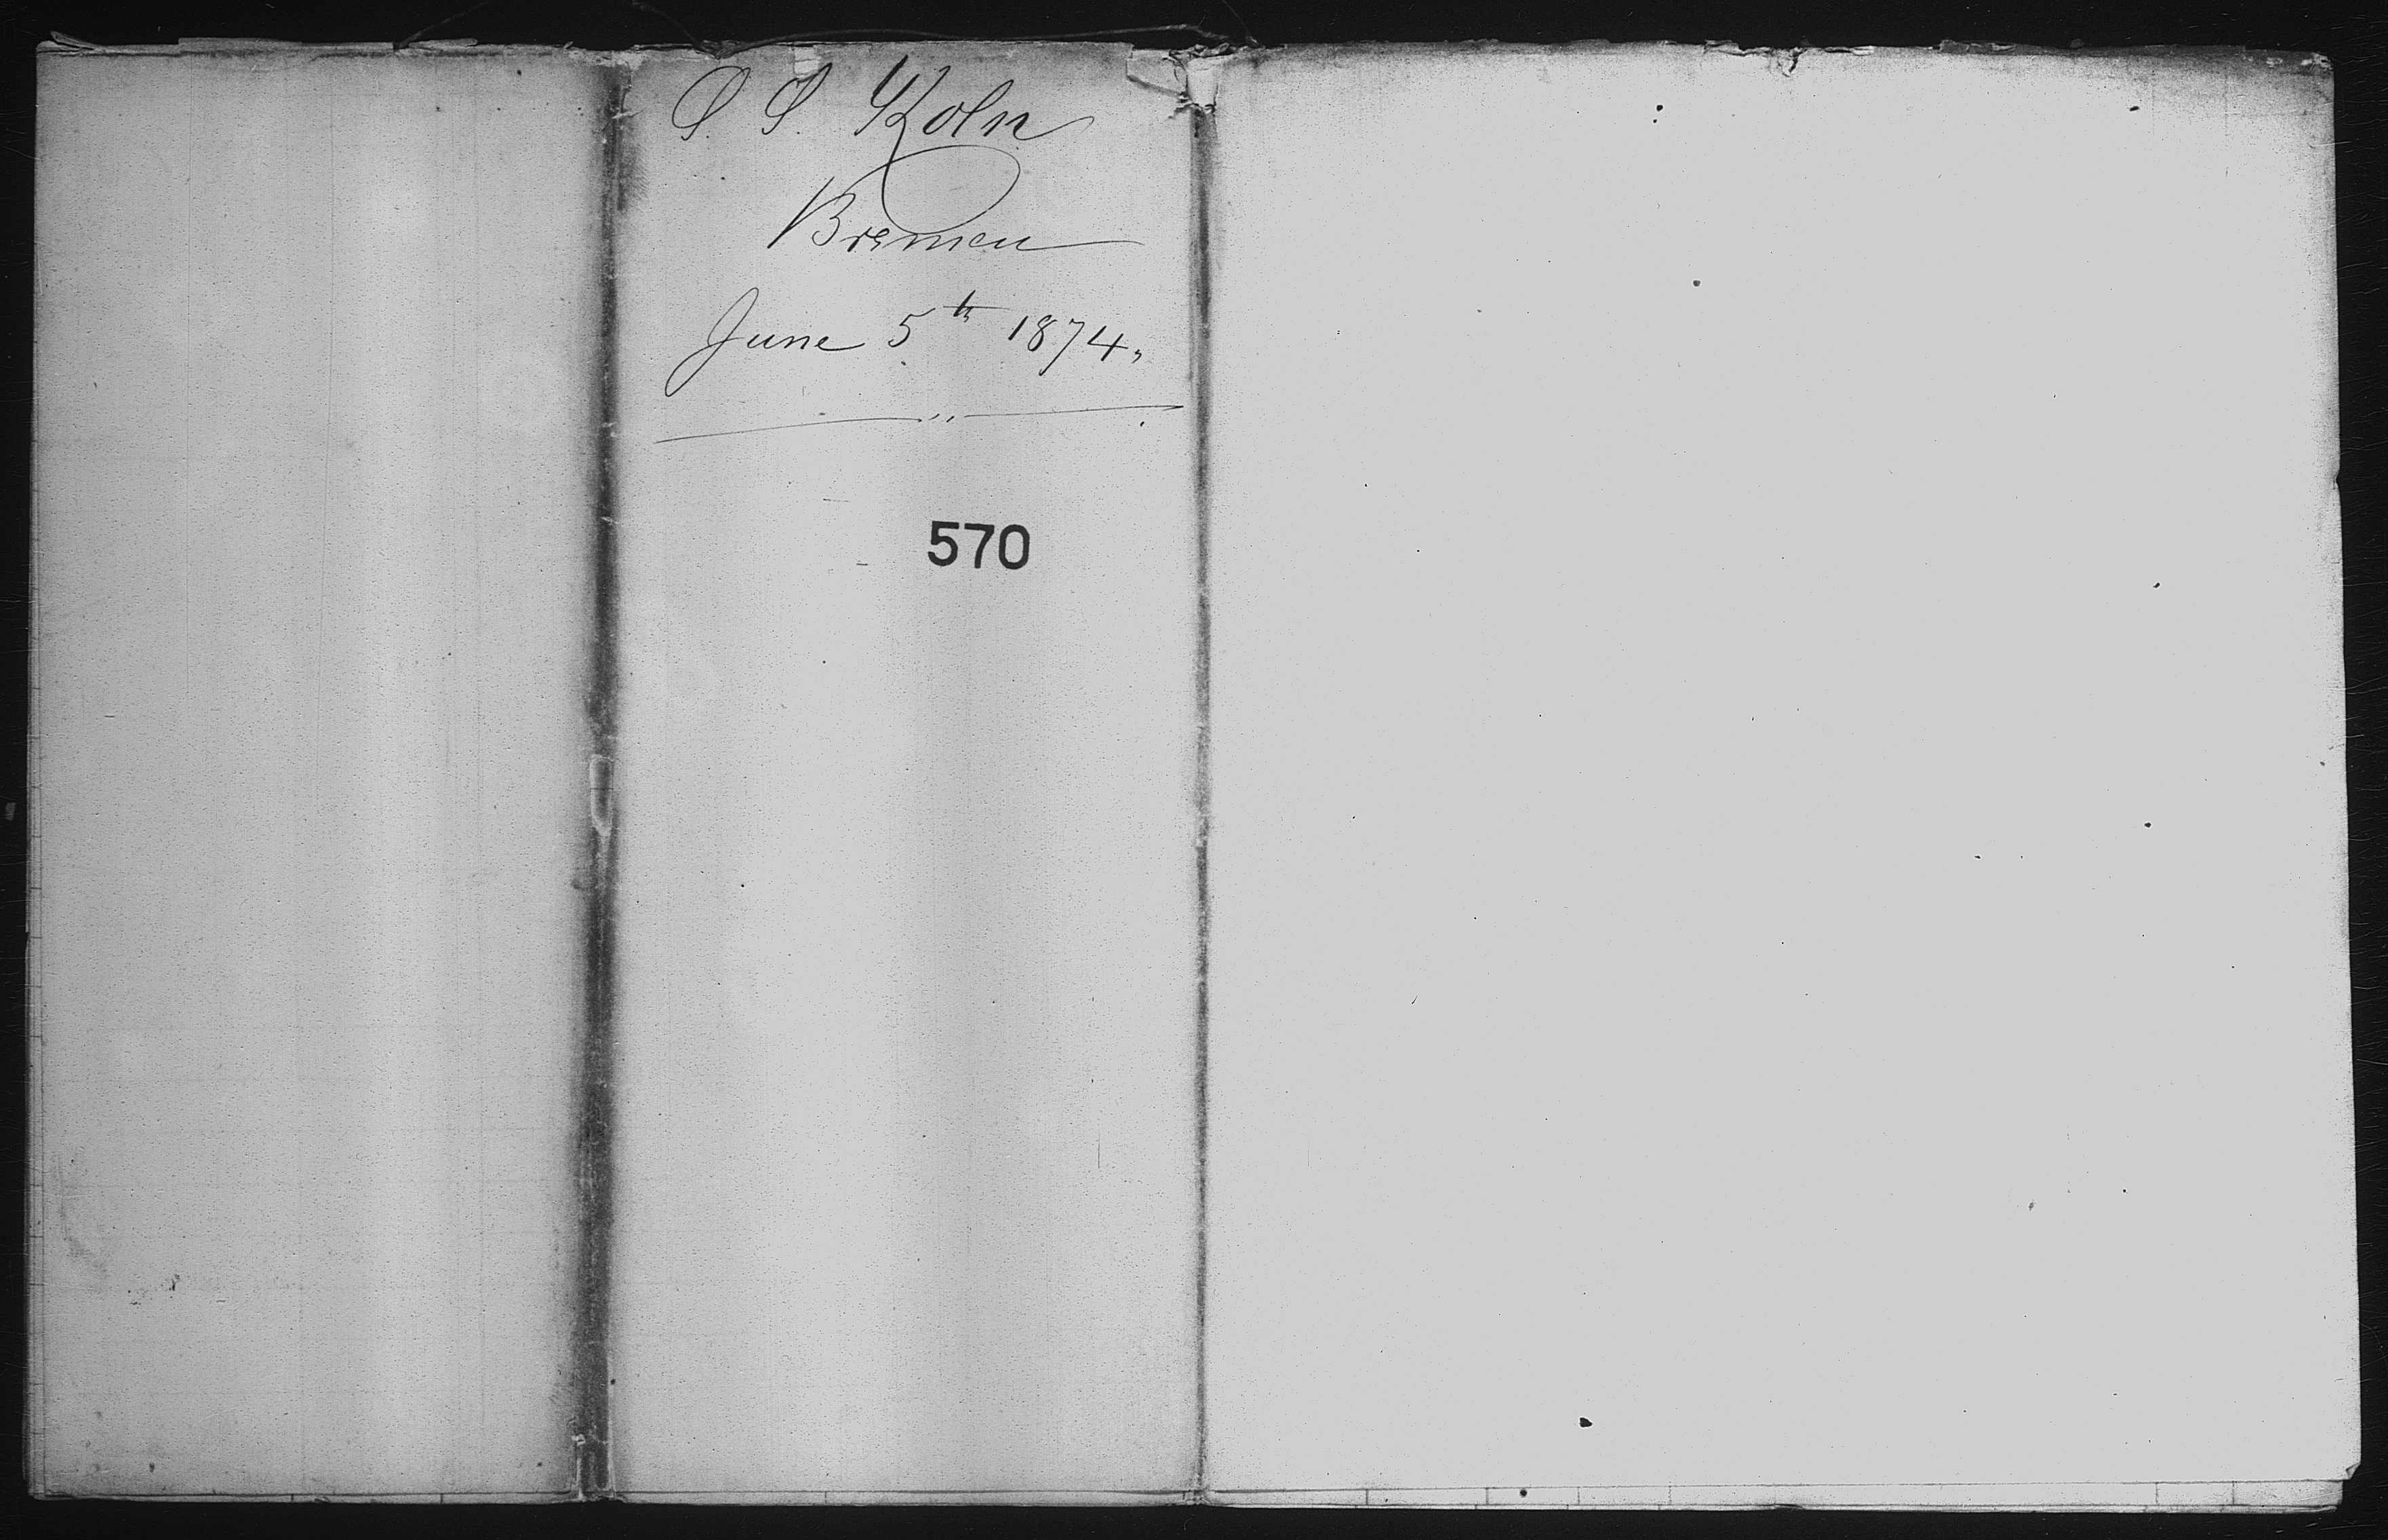 S. S. Koln
Bremen
June 5th 1874.
570